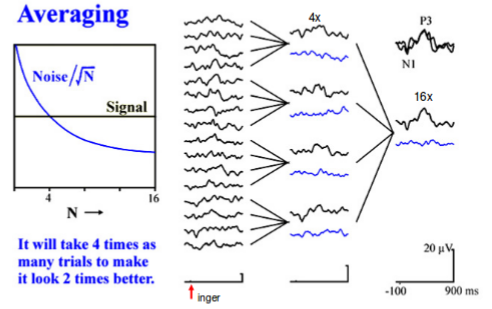 Averaging
Noise/√N
Signal
4
16
N →
It will take 4 times as
many trials to make
it look 2 times better.
inger
4x
P3
N1
16x
20 µV
-100
900 ms